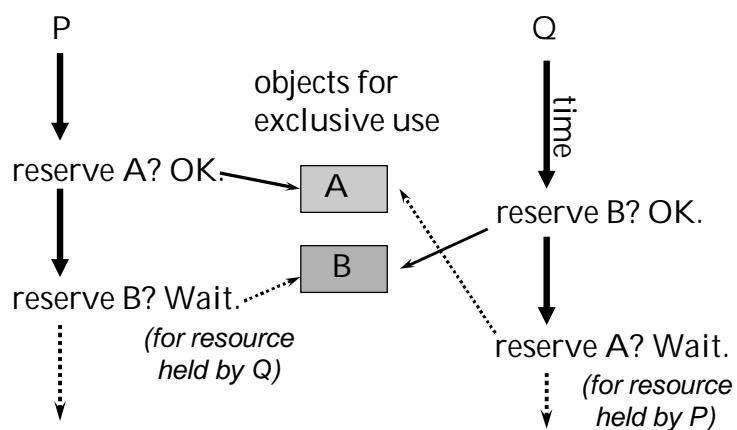 P
Q
objects for
exclusive use
time
reserve A? OK.
A
reserve B? OK.
B
reserve B? Wait.
(for resource
held by Q)
reserve A? Wait.
(for resource
held by P)